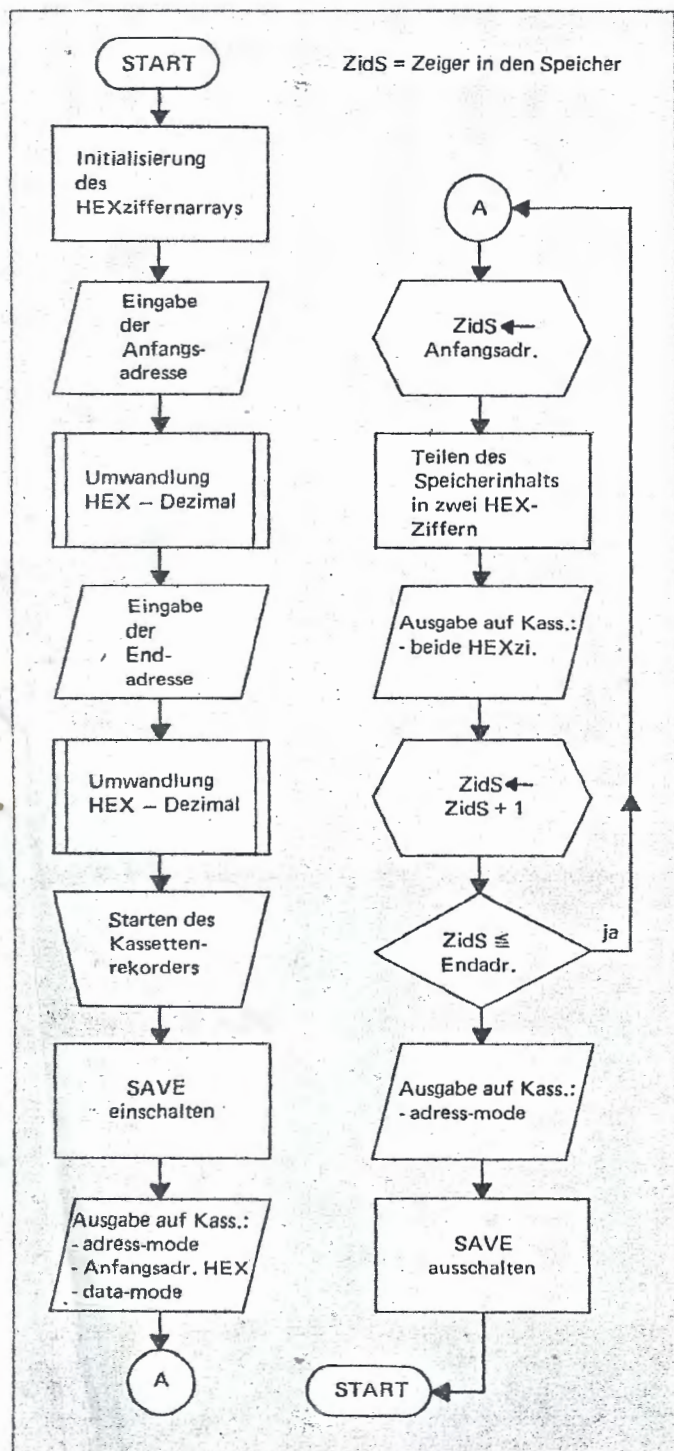 START
Initialisierung
des
HEXziffernarrays
Eingabe
der
Anfangs-
adresse
Umwandlung
HEX – Dezimal
Eingabe
der
End-
adresse
Umwandlung
HEX – Dezimal
Starten des
Kassetten-
rekorders
SAVE
einschalten
Ausgabe auf Kass.:
- adress-mode
- Anfangsadr. HEX
- data-mode
A
ZidS = Zeiger in den Speicher
A
ZidS ←
Anfangsadr.
Teilen des
Speicherinhalts
in zwei HEX-
Ziffern
Ausgabe auf Kass.:
- beide HEXzi.
ZidS ←
ZidS + 1
ZidS ≦
Endadr.
ja
Ausgabe auf Kass.:
- adress-mode
SAVE
ausschalten
START